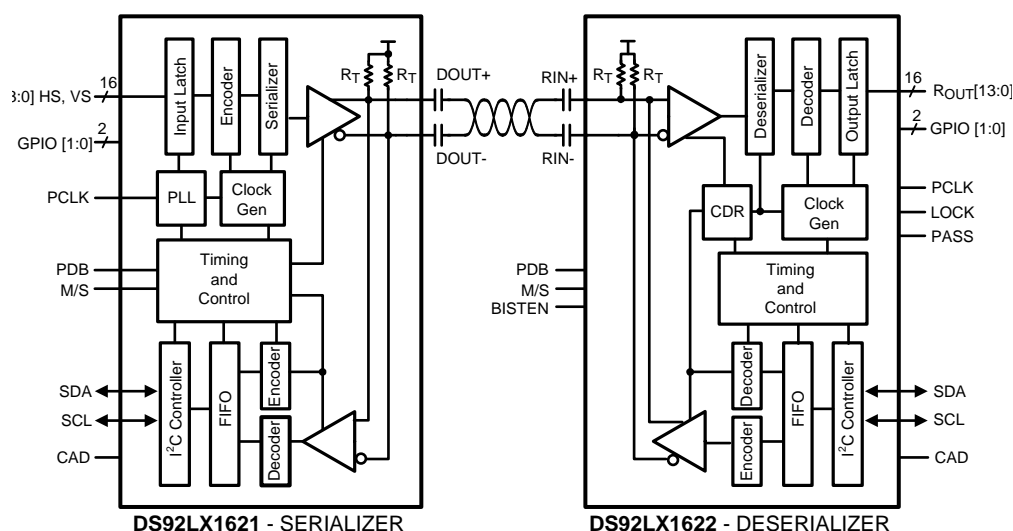 3:0] HS, VS
16
GPIO [1:0]
2
PCLK
PDB
M/S
SDA
SCL
CAD
Input Latch
Encoder
Serializer
PLL
Clock
Gen
Timing
and
Control
I²C Controller
FIFO
Encoder
Decoder
RT
RT
DOUT+
DOUT-
RIN+
RIN-
RT
RT
Deserializer
Decoder
Output Latch
CDR
Clock
Gen
Timing
and
Control
Decoder
Encoder
FIFO
I²C Controller
PDB
M/S
BISTEN
16
ROUT[13:0]
2
GPIO [1:0]
PCLK
LOCK
PASS
SDA
SCL
CAD
DS92LX1621 - SERIALIZER
DS92LX1622 - DESERIALIZER